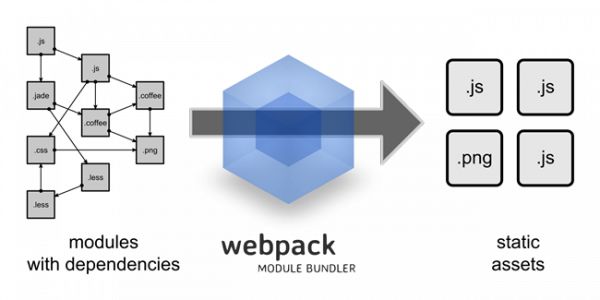 .js
.js
.jade
.coffee
.coffee
.css
.png
.less
.less
modules
with dependencies
webpack
MODULE BUNDLER
.js
.js
.png
.js
static
assets